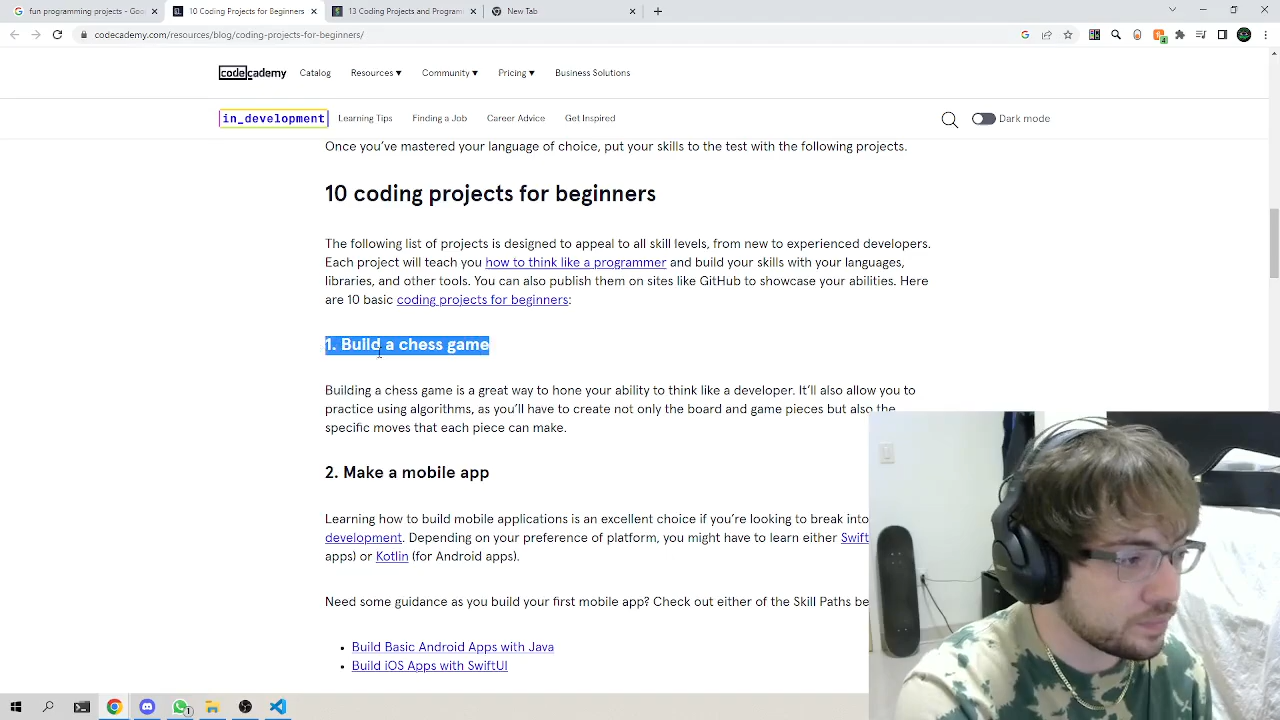 fun programming projects - Goo
10 Coding Projects for Beginners
13 Coding Projects and Program
New Tab
codecademy.com/resources/blog/coding-projects-for-beginners/
codecademy
Catalog
Resources
Community
Pricing
Business Solutions
in_development
Learning Tips
Finding a Job
Career Advice
Get Inspired
Dark mode
Once you've mastered your language of choice, put your skills to the test with the following projects.
10 coding projects for beginners
The following list of projects is designed to appeal to all skill levels, from new to experienced developers.
Each project will teach you how to think like a programmer and build your skills with your languages,
libraries, and other tools. You can also publish them on sites like GitHub to showcase your abilities. Here
are 10 basic coding projects for beginners:
1. Build a chess game
Building a chess game is a great way to hone your ability to think like a developer. It'll also allow you to
practice using algorithms, as you'll have to create not only the board and game pieces but also the
specific moves that each piece can make.
2. Make a mobile app
Learning how to build mobile applications is an excellent choice if you're looking to break into
development. Depending on your preference of platform, you might have to learn either Swift
apps) or Kotlin (for Android apps).
Need some guidance as you build your first mobile app? Check out either of the Skill Paths be
• Build Basic Android Apps with Java
• Build iOS Apps with SwiftUI